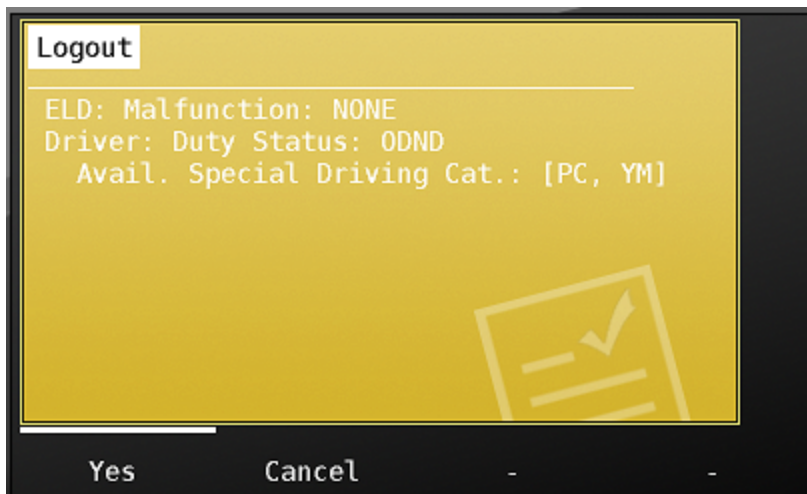 Logout
ELD: Malfunction: NONE
Driver: Duty Status: ODND
Avail. Special Driving Cat.: [PC, YM]
Yes Cancel - -